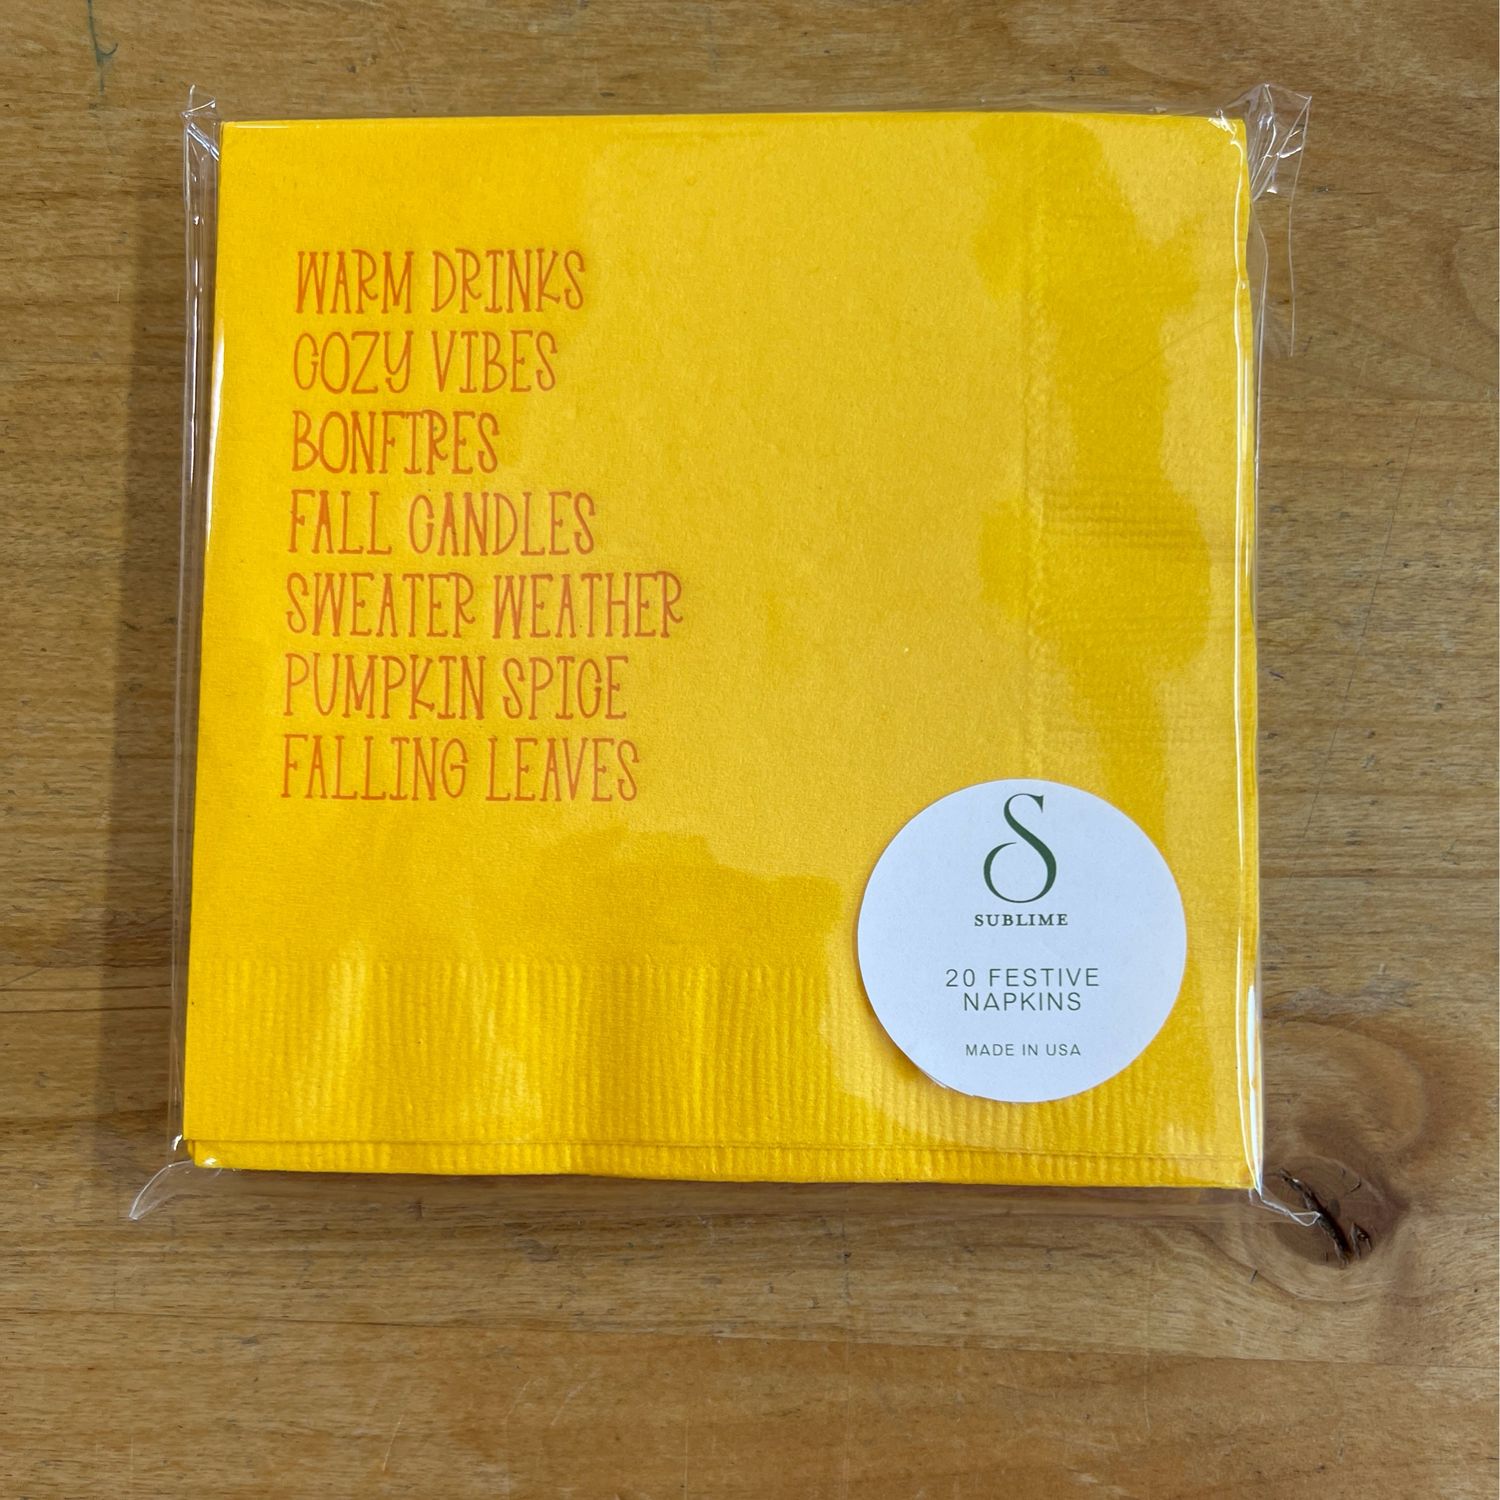 WARM DRINKS
COZY VIBES
BONFIRES
FALL CANDLES
SWEATER WEATHER
PUMPKIN SPICE
FALLING LEAVES
S
SUBLIME
20 FESTIVE
NAPKINS
MADE IN USA